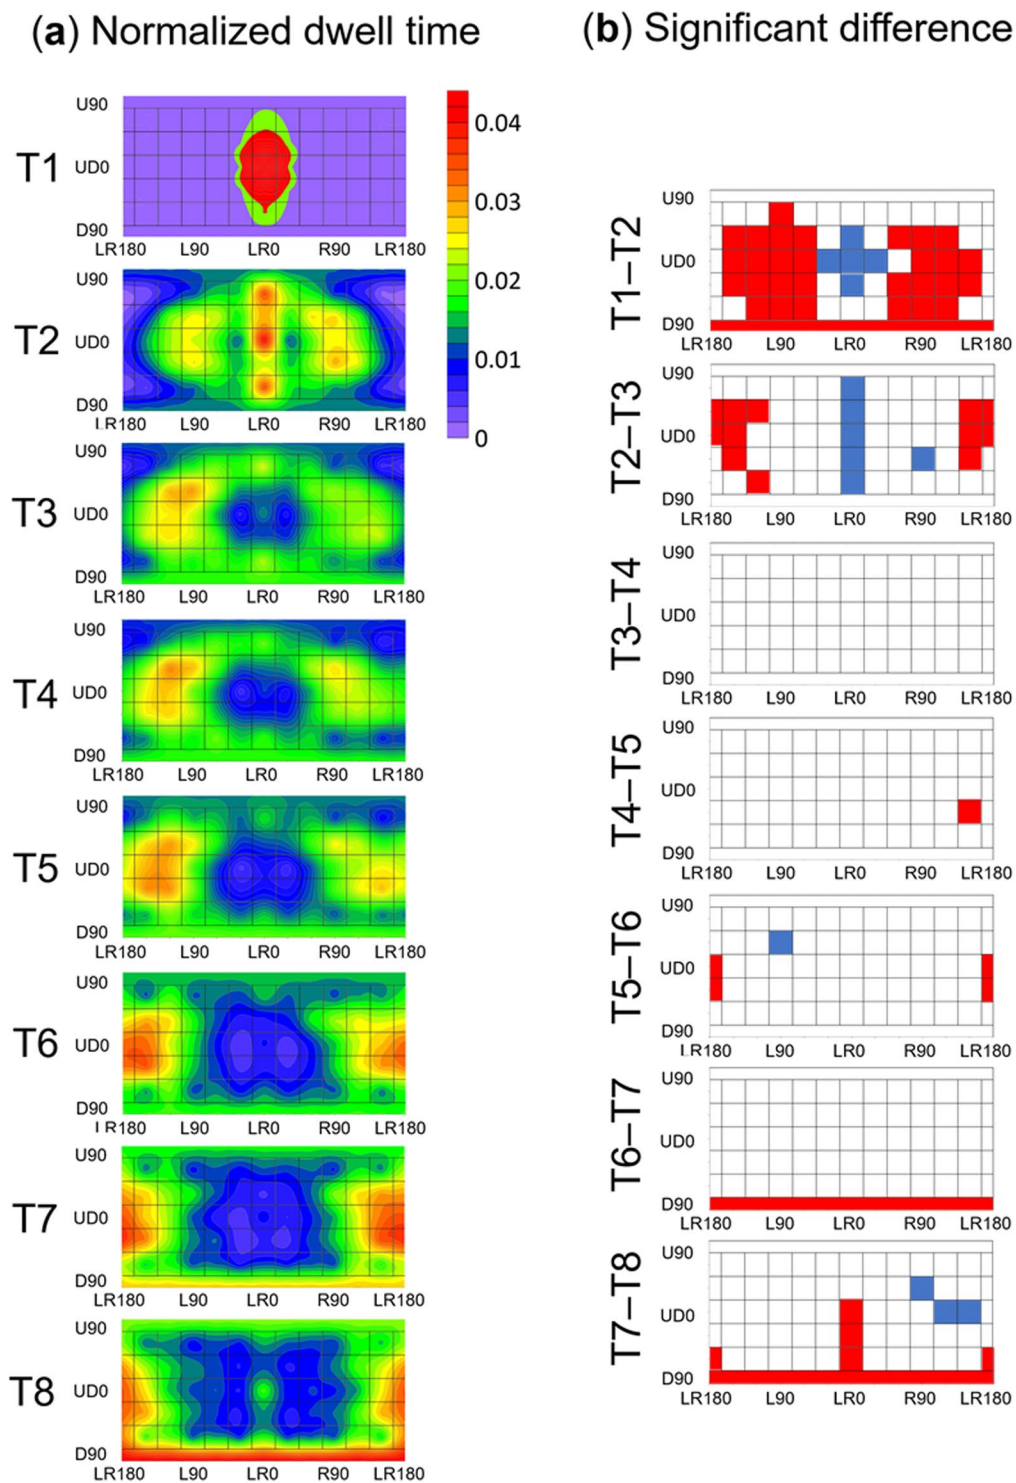 (a) Normalized dwell time
U90
T1
UD0
D90
LR180 L90 LR0 R90 LR180
0.04
0.03
0.02
0.01
0
U90
T2
UD0
D90
LR180 L90 LR0 R90 LR180
U90
T3
UD0
D90
LR180 L90 LR0 R90 LR180
U90
T4
UD0
D90
LR180 L90 LR0 R90 LR180
U90
T5
UD0
D90
LR180 L90 LR0 R90 LR180
U90
T6
UD0
D90
LR180 L90 LR0 R90 LR180
U90
T7
UD0
D90
LR180 L90 LR0 R90 LR180
U90
T8
UD0
D90
LR180 L90 LR0 R90 LR180
(b) Significant difference
U90
T1–T2
UD0
D90
LR180 L90 LR0 R90 LR180
U90
T2–T3
UD0
D90
LR180 L90 LR0 R90 LR180
U90
T3–T4
UD0
D90
LR180 L90 LR0 R90 LR180
U90
T4–T5
UD0
D90
LR180 L90 LR0 R90 LR180
U90
T5–T6
UD0
D90
LR180 L90 LR0 R90 LR180
U90
T6–T7
UD0
D90
LR180 L90 LR0 R90 LR180
U90
T7–T8
UD0
D90
LR180 L90 LR0 R90 LR180